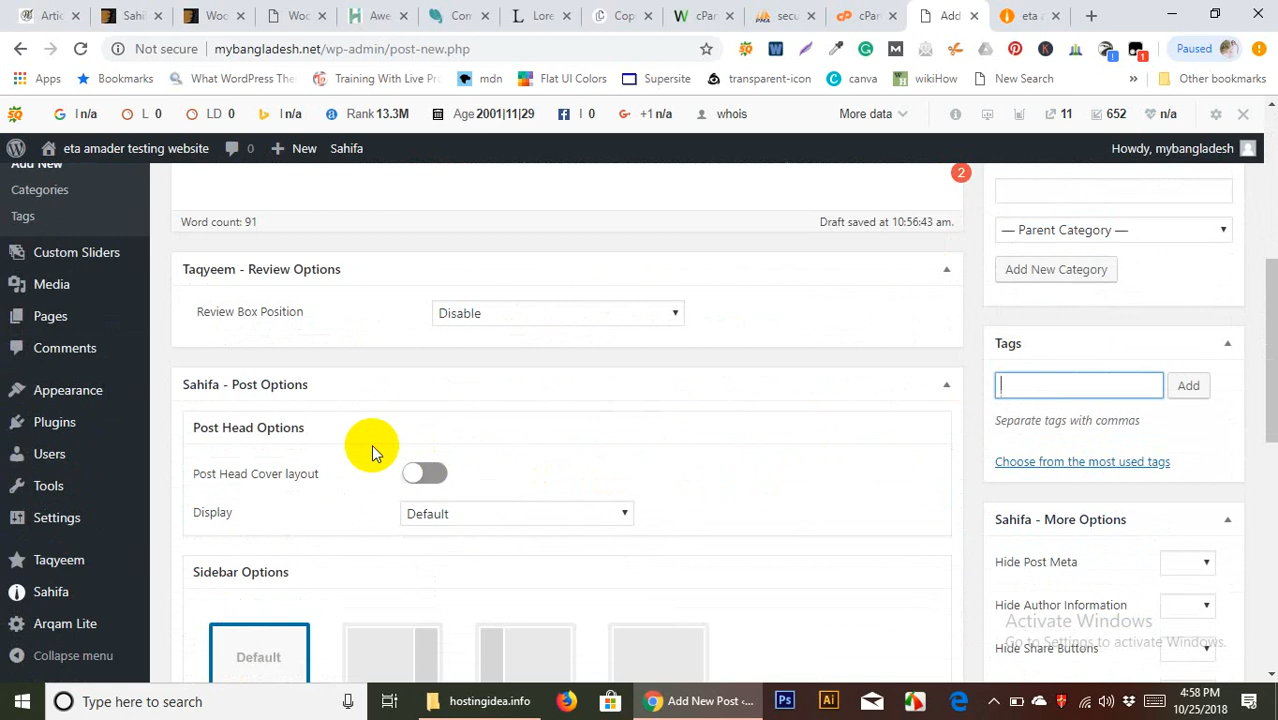 Artic
Sahi
Woo
Woc
Awe
Com
Lore
Cop
cPar
secu
cPa
Add
eta a
Not secure
mybangladesh.net/wp-admin/post-new.php
Paused
Apps
Bookmarks
What WordPress The
Training With Live Pr
mdn
Flat UI Colors
Supersite
transparent-icon
canva
wikiHow
New Search
»
Other bookmarks
I n/a
L 0
LD 0
I n/a
Rank 13.3M
Age 2001|11|29
I 0
+1 n/a
whois
More data
11
652
n/a
eta amader testing website
0
New
Sahifa
Howdy, mybangladesh
Add New
Categories
Tags
Custom Sliders
Media
Pages
Comments
Appearance
Plugins
Users
Tools
Settings
Taqyeem
Sahifa
Arqam Lite
Collapse menu
2
Word count: 91
Draft saved at 10:56:43 am.
Taqyeem - Review Options
Review Box Position
Disable
Sahifa - Post Options
Post Head Options
Post Head Cover layout
Display
Default
Sidebar Options
Default
— Parent Category —
Add New Category
Tags
Add
Separate tags with commas
Choose from the most used tags
Sahifa - More Options
Hide Post Meta
Hide Author Information
Hide Share Buttons
Activate Windows
Go to Settings to activate Windows.
Type here to search
hostingidea.info
Add New Post ‹...
4:58 PM
10/25/2018